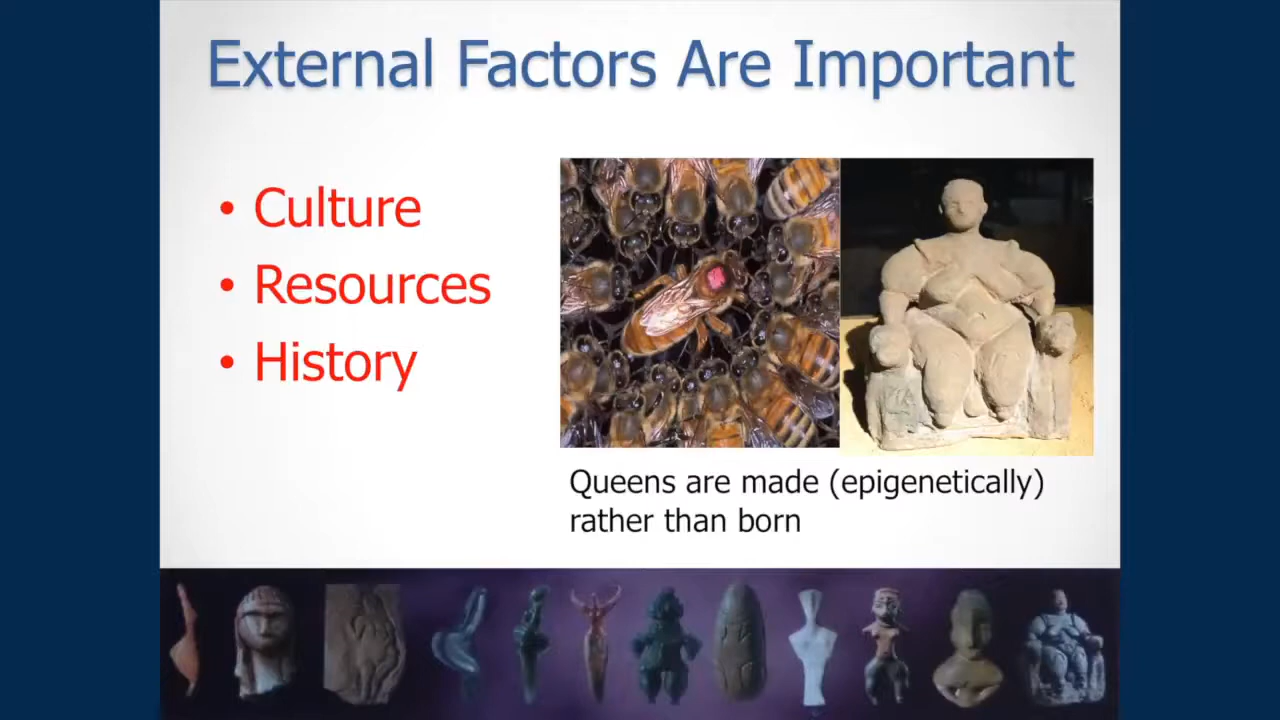 External Factors Are Important
• Culture
• Resources
• History
Queens are made (epigenetically)
rather than born